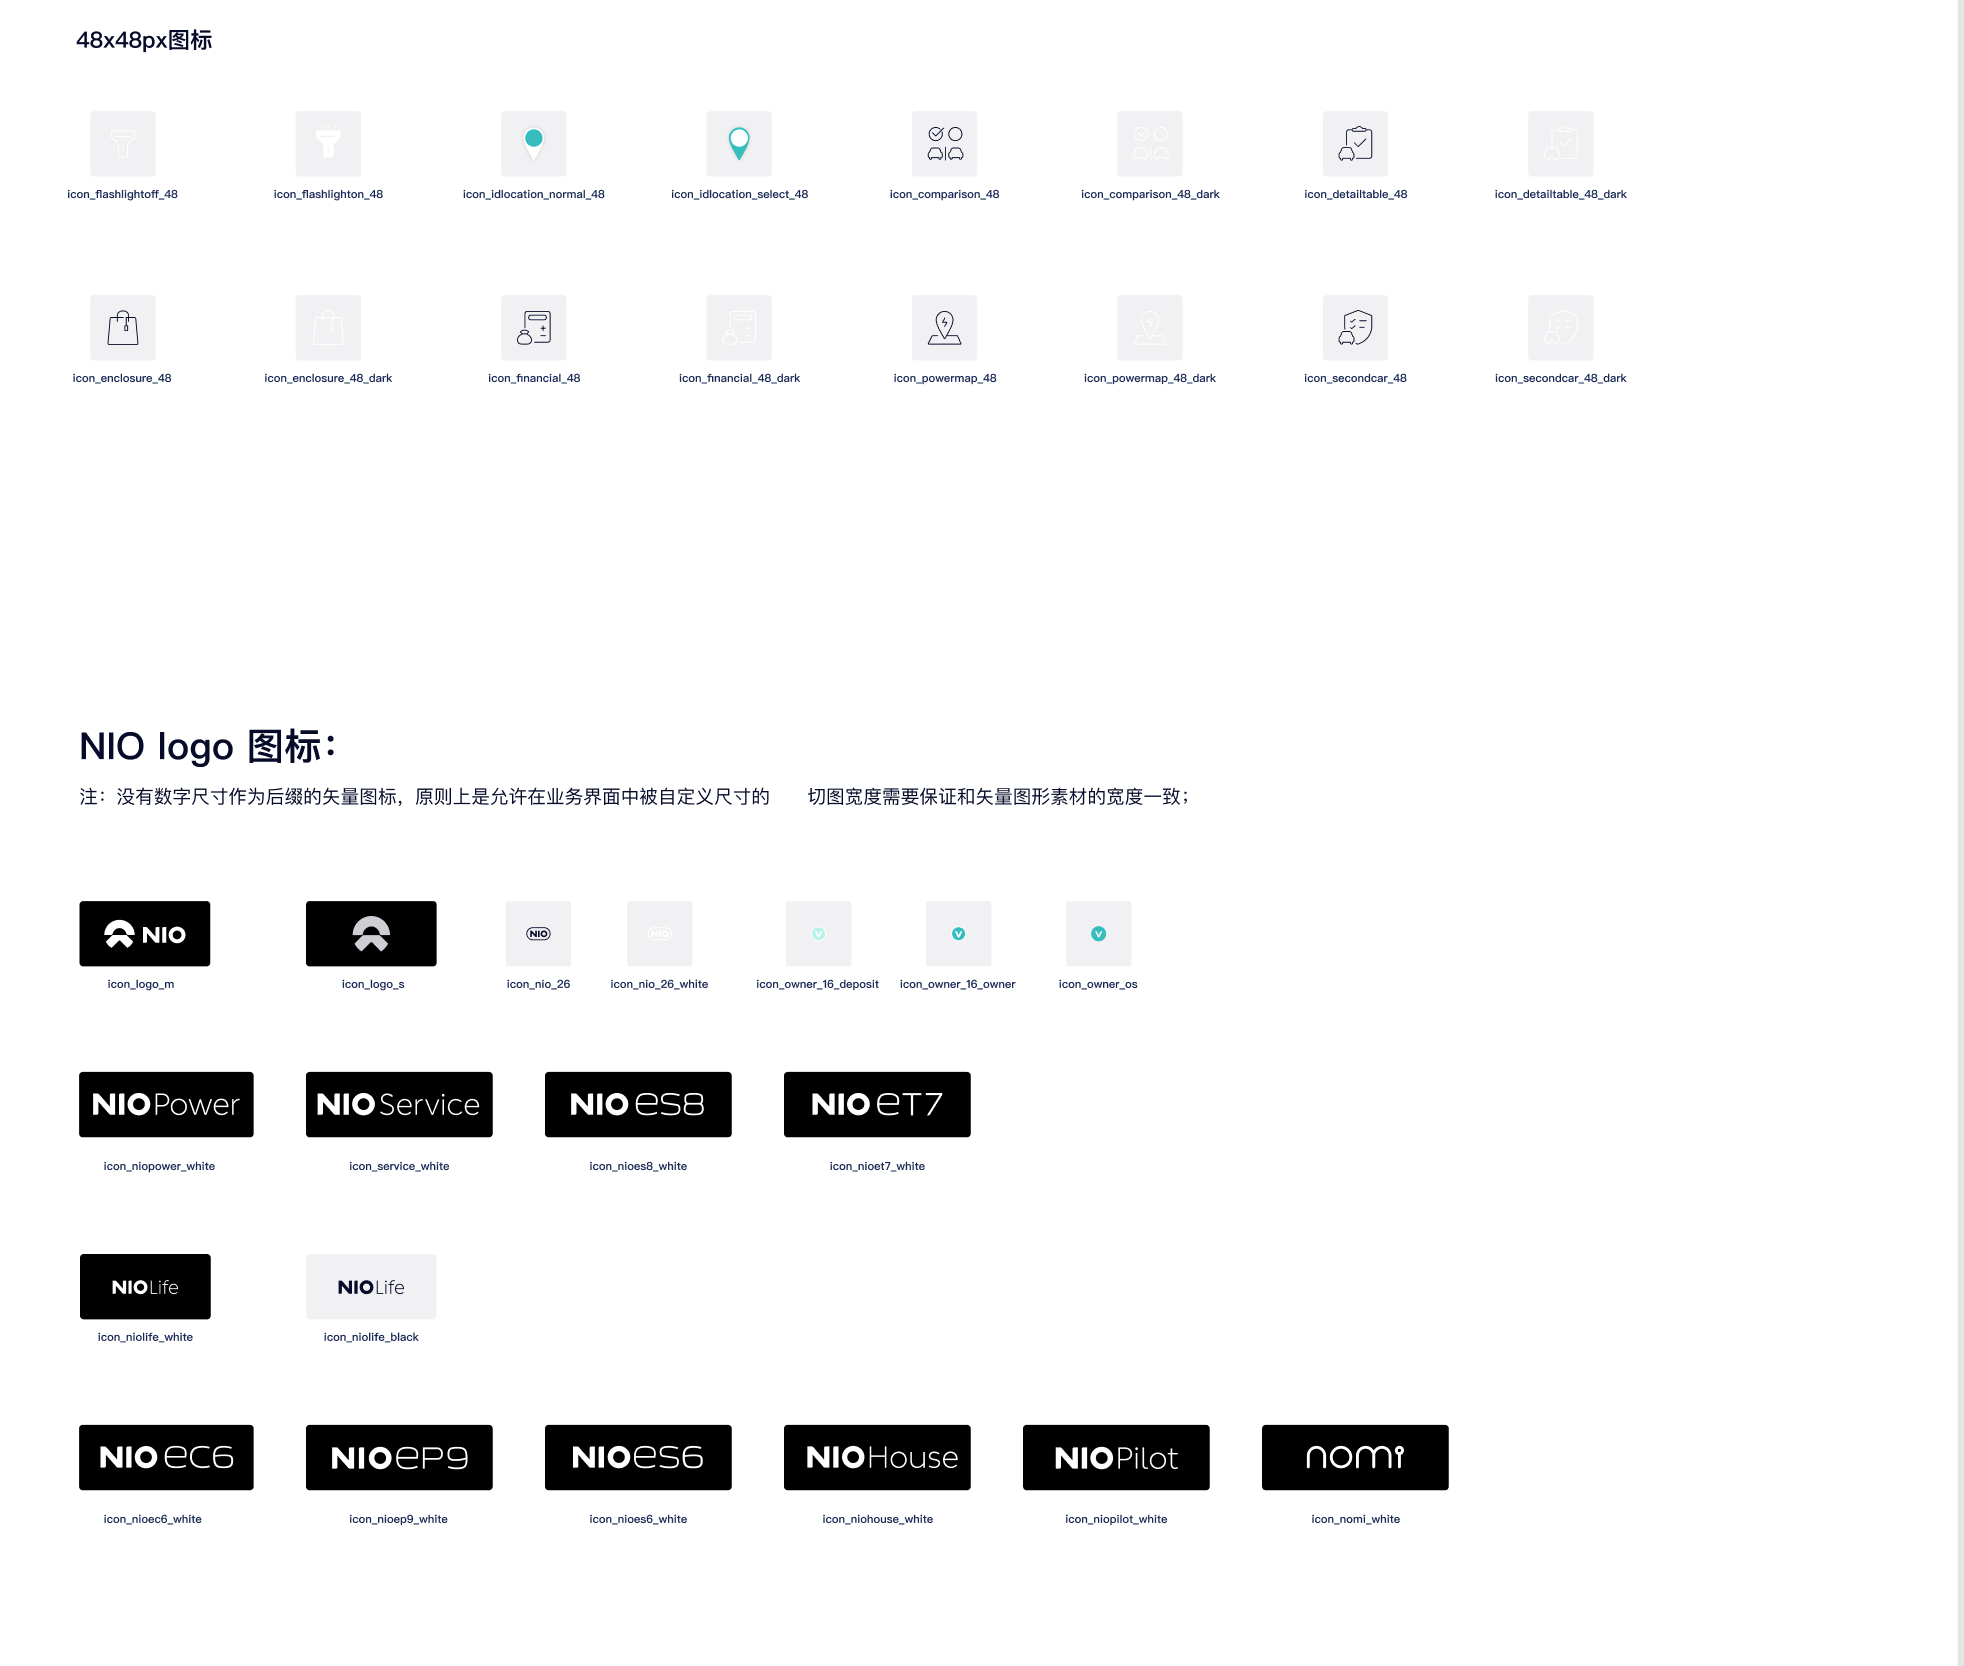 48x48px图标
icon_flashlightoff_48
icon_flashlighton_48
icon_idlocation_normal_48
icon_idlocation_select_48
icon_comparison_48
icon_comparison_48_dark
icon_detailtable_48
icon_detailtable_48_dark
icon_enclosure_48
icon_enclosure_48_dark
icon_financial_48
icon_financial_48_dark
icon_powermap_48
icon_powermap_48_dark
icon_secondcar_48
icon_secondcar_48_dark
NIO logo 图标：
注：没有数字尺寸作为后缀的矢量图标，原则上是允许在业务界面中被自定义尺寸的 切图宽度需要保证和矢量图形素材的宽度一致；
NIO
NIO
NIO
V
V
V
icon_logo_m
icon_logo_s
icon_nio_26
icon_nio_26_white
icon_owner_16_deposit
icon_owner_16_owner
icon_owner_os
NIO Power
NIO Service
NIO es8
NIO eT7
icon_niopower_white
icon_service_white
icon_nioes8_white
icon_nioet7_white
NIO Life
NIO Life
icon_niolife_white
icon_niolife_black
NIO eC6
NIO eP9
NIO es6
NIO House
NIO Pilot
nomi
icon_nioec6_white
icon_nioep9_white
icon_nioes6_white
icon_niohouse_white
icon_niopilot_white
icon_nomi_white